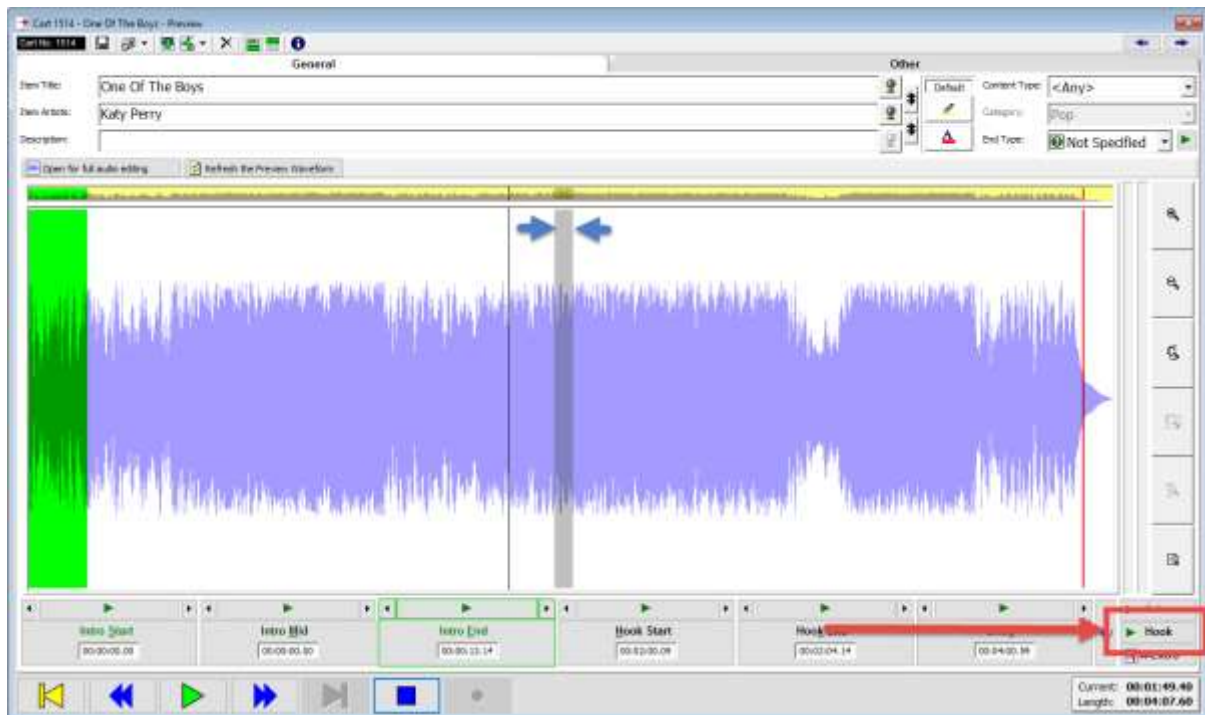 Cart 1514 - One Of The Boys - Preview
Cart No. 1514
General Other
Item Title: One Of The Boys
Item Artists: Katy Perry
Description:
Default
Content Type: <Any>
Category: Pop
End Type: Not Specified
Open for full audio editing Refresh the Preview Waveform
Intro Start Intro Mid Intro End Hook Start Hook
00:00:00.00 00:00:00.00 00:00:13.14 00:02:00.09 00:02:04.14
Hook
Current: 00:01:49.40
Length: 00:04:07.60